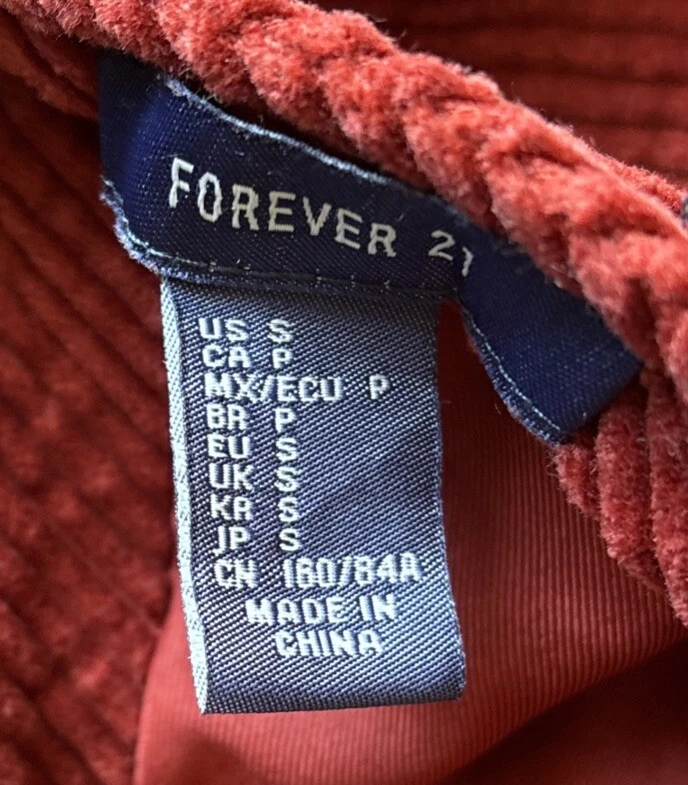 FOREVER 21
US S
CA P
MX/ECU P
BR P
EU S
UK S
KR S
JP S
CN 160/84A
MADE IN
CHINA